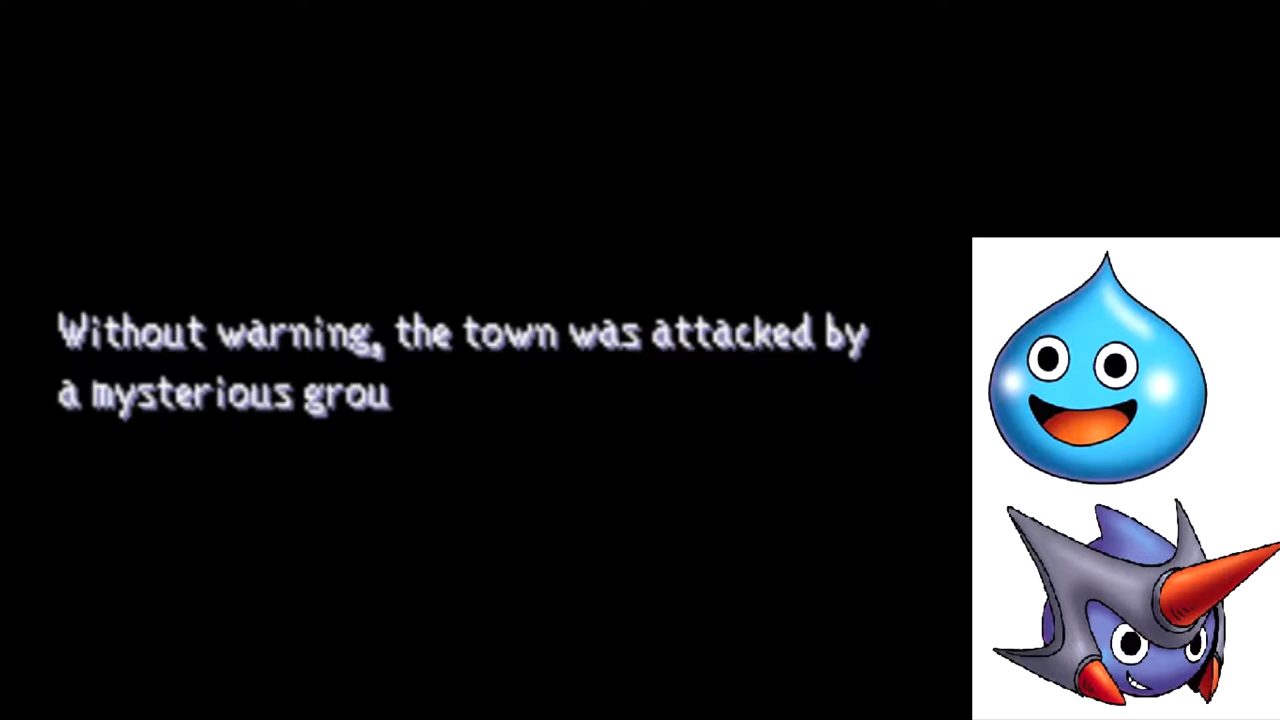 Without warning, the town was attacked by
a mysterious grou